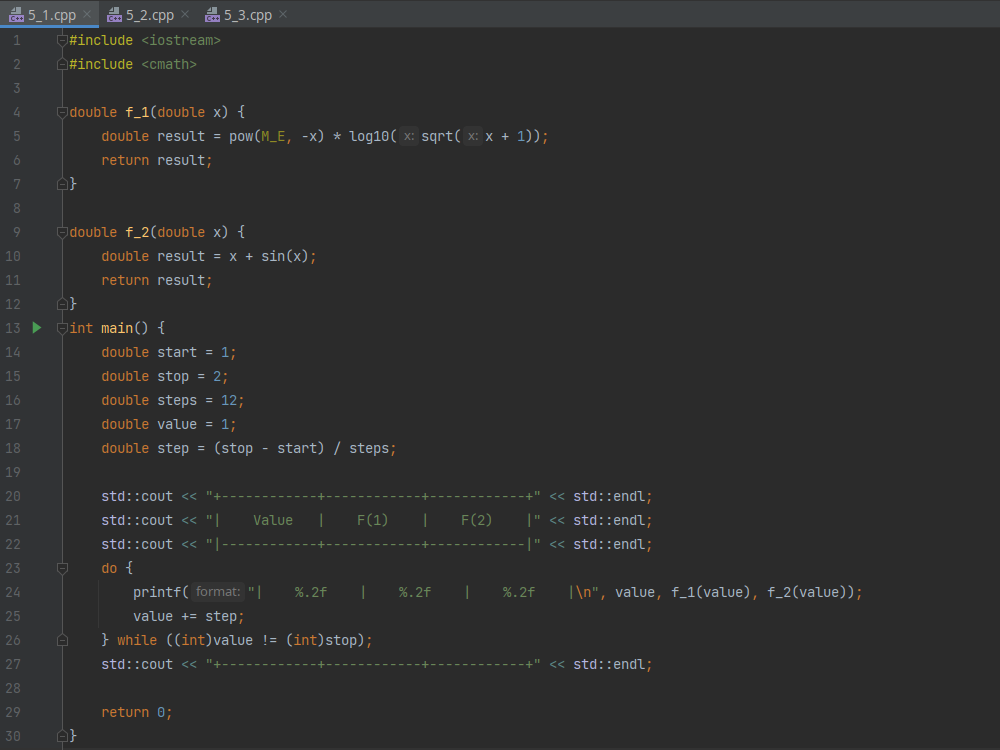 5_1.cpp 5_2.cpp 5_3.cpp
1 #include <iostream>
2 #include <cmath>
3
4 double f_1(double x) {
5 double result = pow(M_E, -x) * log10( x: sqrt( x: x + 1));
6 return result;
7 }
8
9 double f_2(double x) {
10 double result = x + sin(x);
11 return result;
12 }
13 int main() {
14 double start = 1;
15 double stop = 2;
16 double steps = 12;
17 double value = 1;
18 double step = (stop - start) / steps;
19
20 std::cout << "+------------+------------+------------+" << std::endl;
21 std::cout << "|    Value   |    F(1)    |    F(2)    |" << std::endl;
22 std::cout << "|------------+------------+------------|" << std::endl;
23 do {
24 printf( format: "|    %.2f    |    %.2f    |    %.2f    |\n", value, f_1(value), f_2(value));
25 value += step;
26 } while ((int)value != (int)stop);
27 std::cout << "+------------+------------+------------+" << std::endl;
28
29 return 0;
30 }